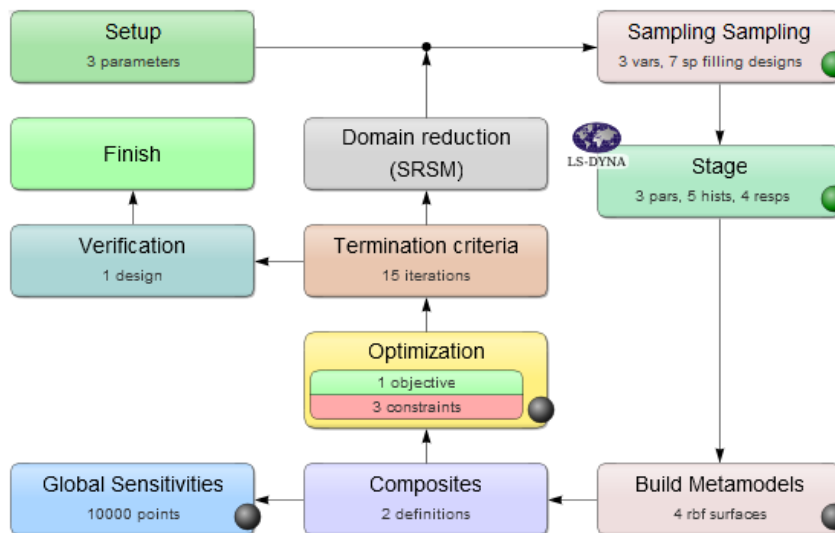 Setup
3 parameters
Sampling Sampling
3 vars, 7 sp filling designs
Finish
Domain reduction
(SRSM)
LS-DYNA
Stage
3 pars, 5 hists, 4 resps
Verification
1 design
Termination criteria
15 iterations
Optimization
1 objective
3 constraints
Global Sensitivities
10000 points
Composites
2 definitions
Build Metamodels
4 rbf surfaces